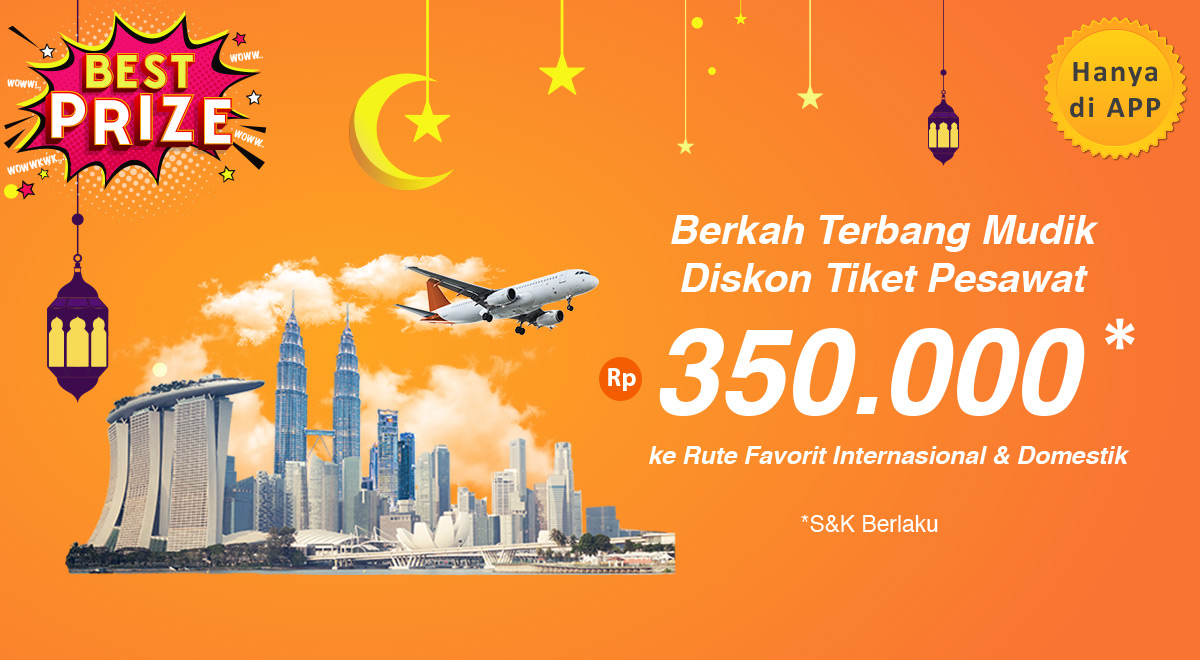 BEST
PRIZE
WOWW..
WOWW!..
WOWW..
WOWWKWK..
Hanya
di APP
Berkah Terbang Mudik
Diskon Tiket Pesawat
Rp 350.000*
ke Rute Favorit Internasional & Domestik
*S&K Berlaku